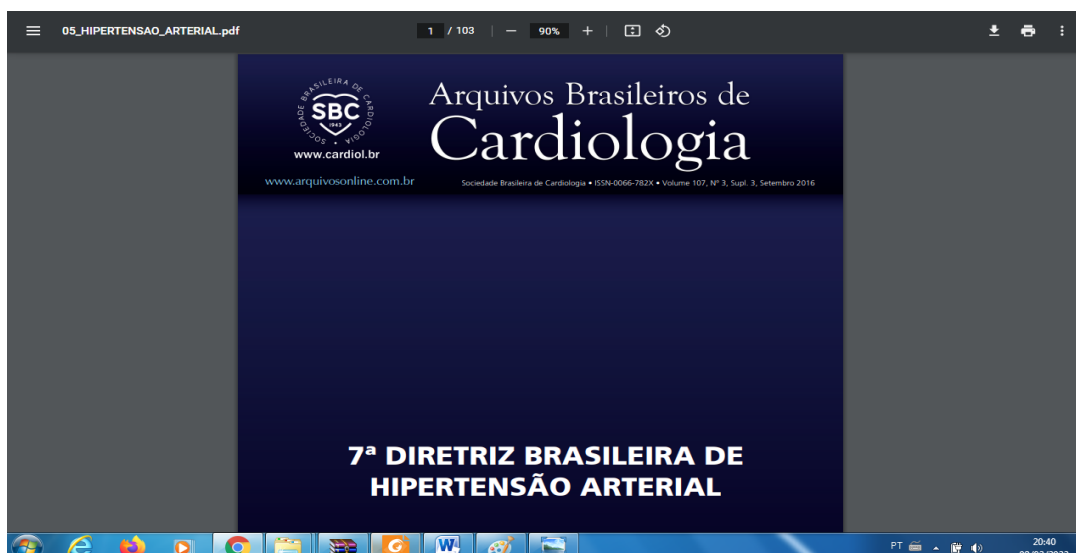 05_HIPERTENSAO_ARTERIAL.pdf
1 / 103 | − 90% +
SOCIEDADE BRASILEIRA DE CARDIOLOGIA
SBC
1943
www.cardiol.br
Arquivos Brasileiros de
Cardiologia
www.arquivosonline.com.br
Sociedade Brasileira de Cardiologia • ISSN-0066-782X • Volume 107, Nº 3, Supl. 3, Setembro 2016
7ª DIRETRIZ BRASILEIRA DE
HIPERTENSÃO ARTERIAL
PT
20:40